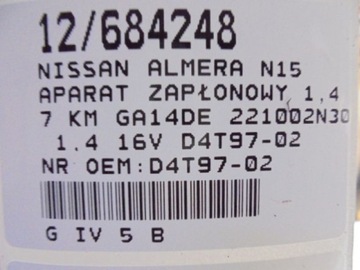 12/684248
NISSAN ALMERA N15
APARAT ZAPŁONOWY 1,4
7 KM GA14DE 221002N30
1.4 16V D4T97-02
NR OEM:D4T97-02
G IV 5 B